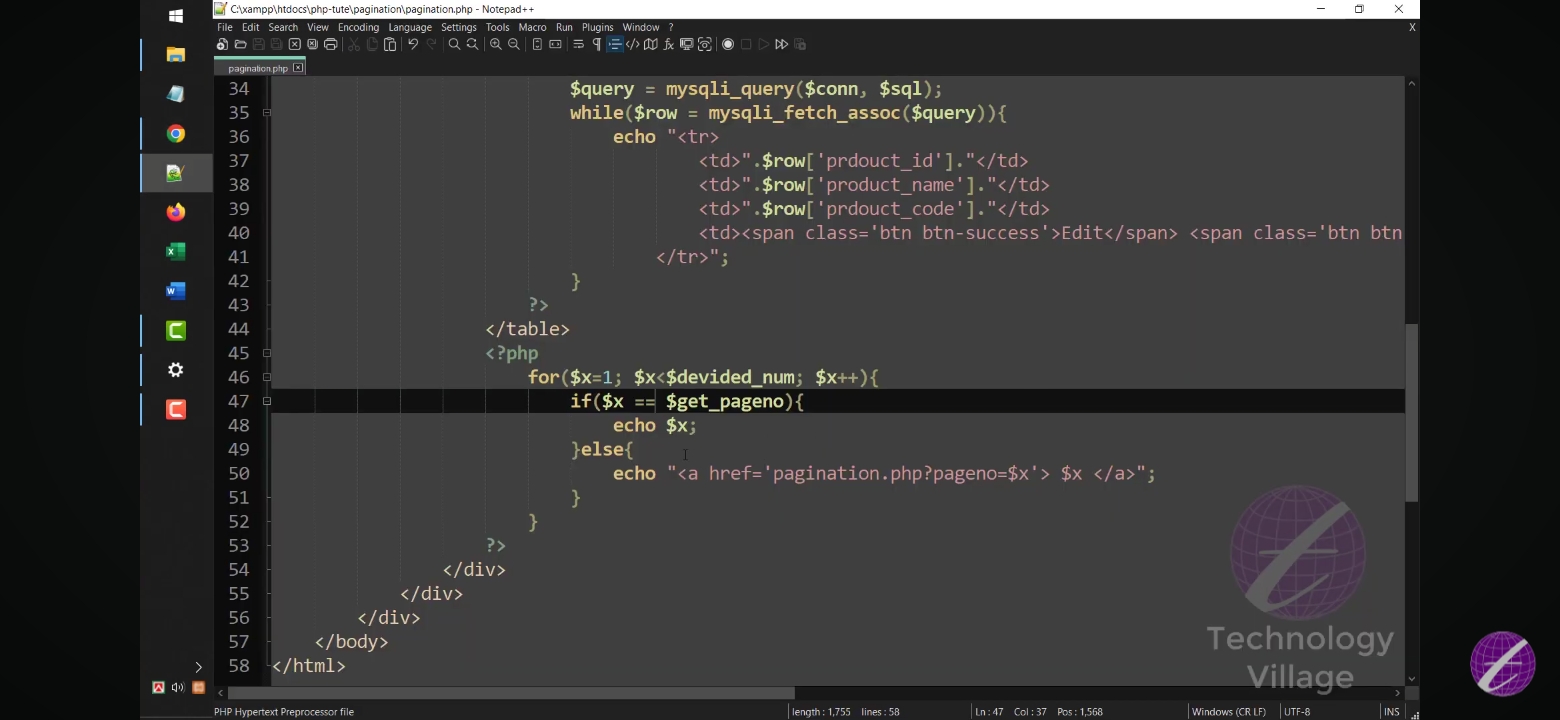 C:\xampp\htdocs\php-tute\pagination\pagination.php - Notepad++
File Edit Search View Encoding Language Settings Tools Macro Run Plugins Window ? X
pagination.php
34 $query = mysqli_query($conn, $sql);
35 while($row = mysqli_fetch_assoc($query)){
36 echo "<tr>
37 <td>".$row['prdouct_id']."</td>
38 <td>".$row['product_name']."</td>
39 <td>".$row['prdouct_code']."</td>
40 <td><span class='btn btn-success'>Edit</span> <span class='btn btn
41 </tr>";
42 }
43 ?>
44 </table>
45 <?php
46 for($x=1; $x<$devided_num; $x++){
47 if($x == $get_pageno){
48 echo $x;
49 }else{
50 echo "<a href='pagination.php?pageno=$x'> $x </a>";
51 }
52 }
53 ?>
54 </div>
55 </div>
56 </div>
57 </body>
58 </html>
Technology
Village
PHP Hypertext Preprocessor file length : 1,755 lines : 58 Ln : 47 Col : 37 Pos : 1,568 Windows (CR LF) UTF-8 INS